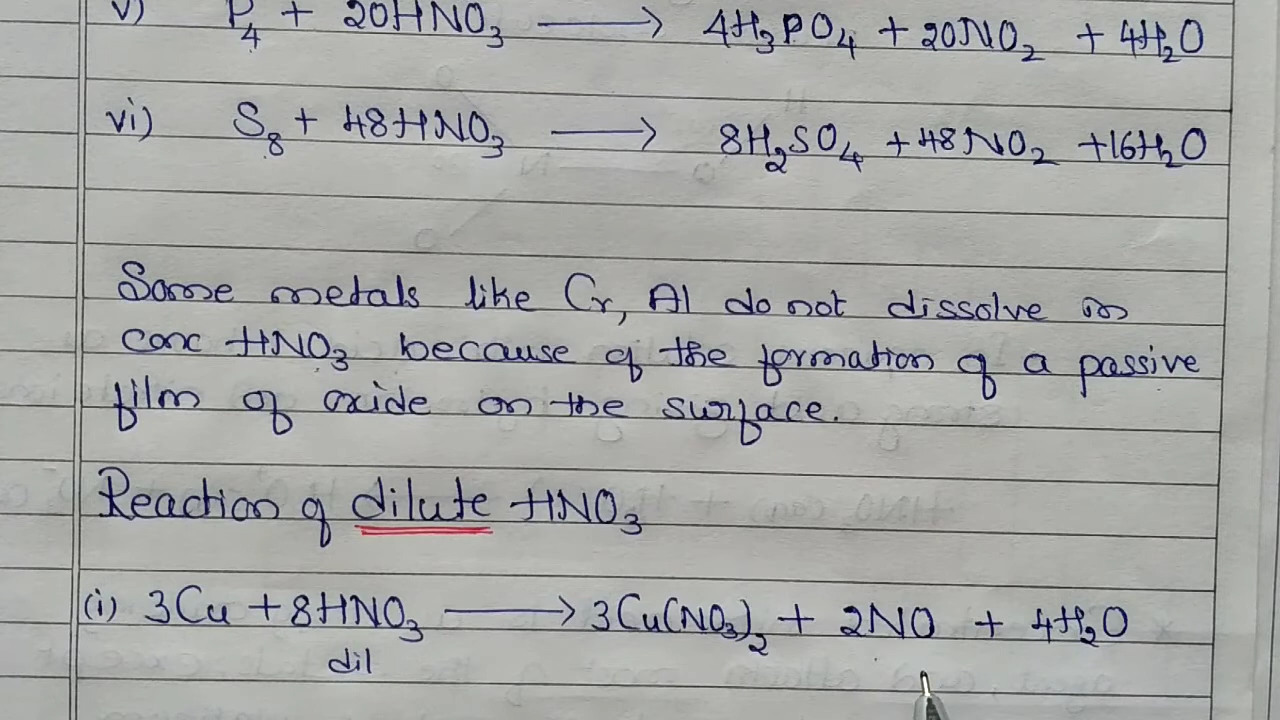 v) P₄ + 20HNO₃ ⟶ 4H₃PO₄ + 20NO₂ + 4H₂O
vi) S₈ + 48HNO₃ ⟶ 8H₂SO₄ + 48NO₂ + 16H₂O
Some metals like Cr, Al do not dissolve in
conc HNO₃ because of the formation of a passive
film of oxide on the surface.
Reaction of dilute HNO₃
(i) 3Cu + 8HNO₃ ⟶ 3Cu(NO₃)₂ + 2NO + 4H₂O
dil